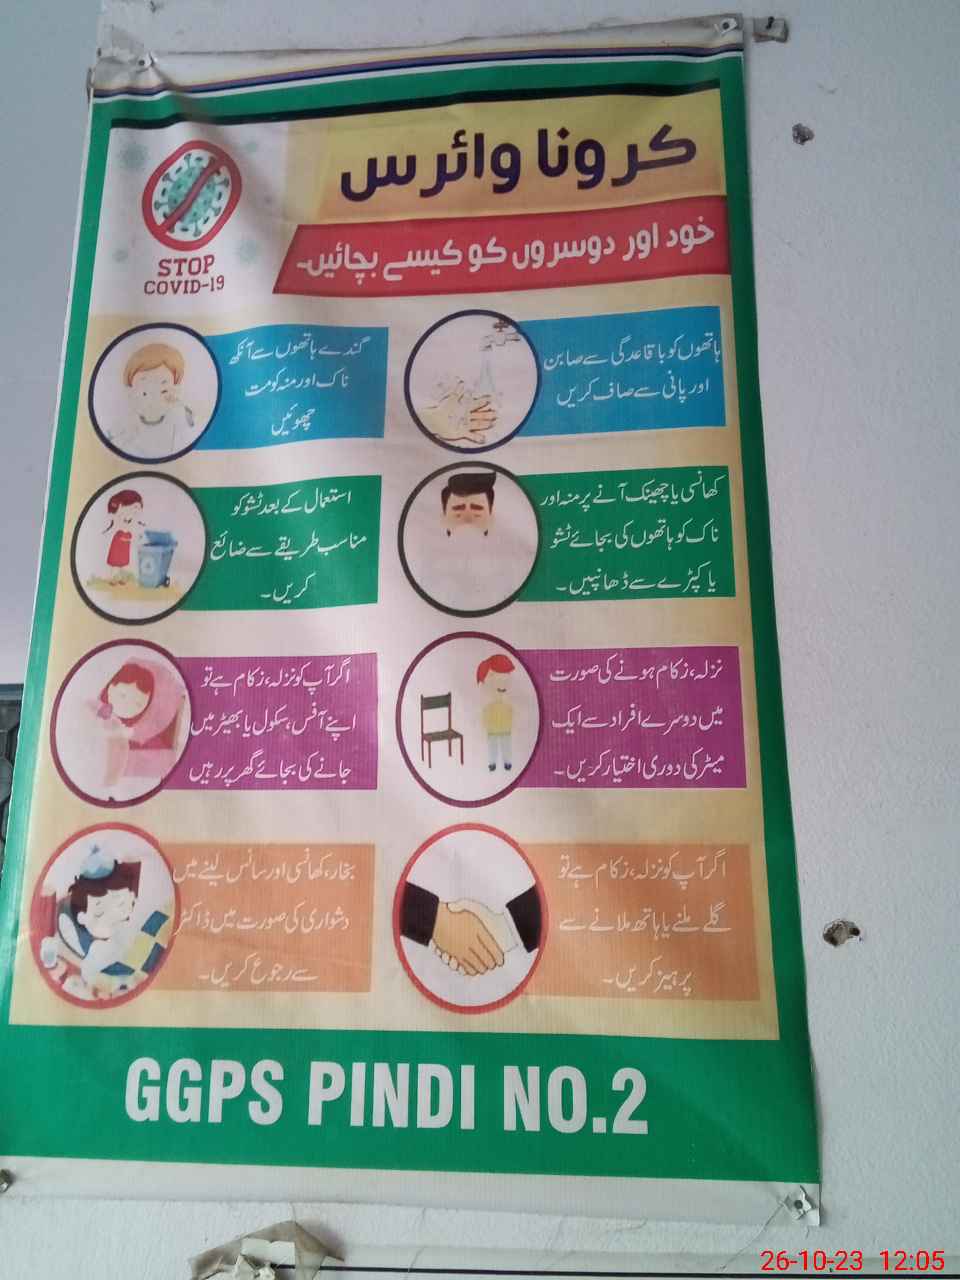 کرونا وائرس
خود اور دوسروں کو کیسے بچائیں۔
STOP
COVID-19
ہاتھوں کو باقاعدگی سے صابن
اور پانی سے صاف کریں
گندے ہاتھوں سے آنکھ
ناک اور منہ کو مت
چھوئیں
کھانسی یا چھینک آنے پر منہ اور
ناک کو ہاتھوں کی بجائے ٹشو
یا کپڑے سے ڈھانپیں۔
استعمال کے بعد ٹشو کو
مناسب طریقے سے ضائع
کریں۔
نزلہ، زکام ہونے کی صورت
میں دوسرے افراد سے ایک
میٹر کی دوری اختیار کریں۔
اگر آپ کو نزلہ، زکام ہے تو
اپنے آفس، سکول یا بھیڑ میں
جانے کی بجائے گھر پر رہیں
اگر آپ کو نزلہ، زکام ہے تو
گلے ملنے یا ہاتھ ملانے سے
پرہیز کریں۔
بخار، کھانسی اور سانس لینے میں
دشواری کی صورت میں ڈاکٹر
سے رجوع کریں۔
GGPS PINDI NO.2
26-10-23 12:05